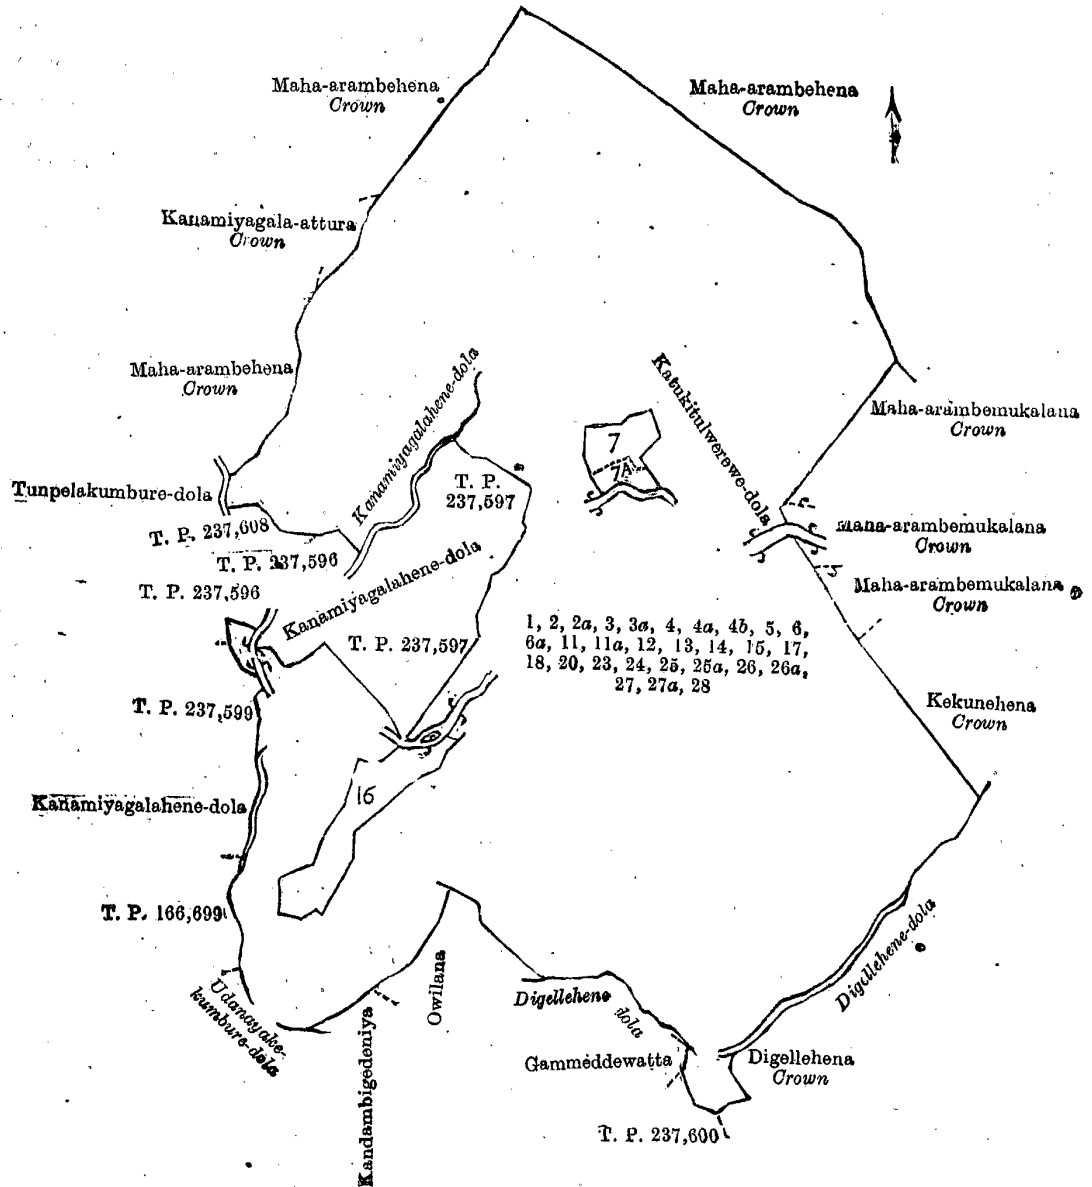 Maha-arambehena
Crown
Maha-arambehena
Crown
Kanamiyagala-attura
Crown
Maha-arambehena
Crown
Kanamiyagalahene-dola
Katukitulwerewe-dola
Maha-arambemukalana
Crown
7
7A
Tunpelakumbure-dola
T. P. 237,597
T. P. 237,608
T. P. 237,596
Maha-arambemukalana
Crown
T. P. 237,596
Kanamiyagalahene-dola
Maha-arambemukalana
Crown
T. P. 237,597
1, 2, 2a, 3, 3a, 4, 4a, 4b, 5, 6,
6a, 11, 11a, 12, 13, 14, 15, 17,
18, 20, 23, 24, 25, 25a, 26, 26a,
27, 27a, 28
T. P. 237,599
Kekunehena
Crown
Kanamiyagalahene-dola
16
T. P. 166,699
Udanayake-
kumbure-dola
Kandambigedeniya
Owilana
Digellehene
dola
Digellehene-dola
Gammeddewatta
Digellehena
Crown
T. P. 237,600